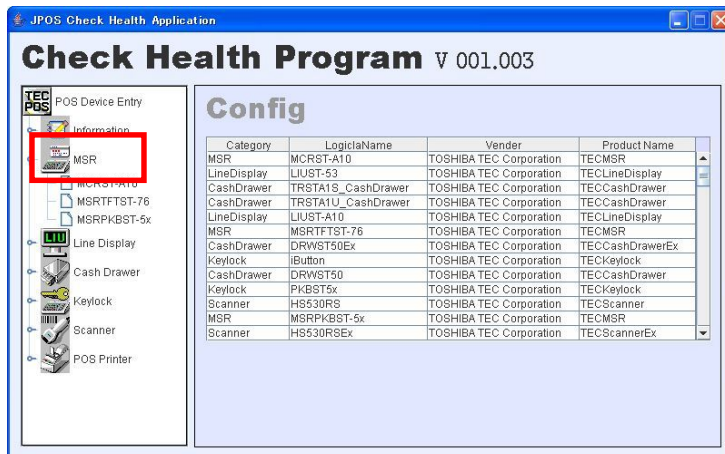 JPOS Check Health Application
Check Health Program V 001.003
TEC POS POS Device Entry
Information
MSR
MCRST-A10
MSRTFTST-76
MSRPKBST-5x
LIU Line Display
Cash Drawer
Keylock
Scanner
POS Printer
Config
Category LogiclaName Vender Product Name
MSR MCRST-A10 TOSHIBA TEC Corporation TECMSR
LineDisplay LIUST-53 TOSHIBA TEC Corporation TECLineDisplay
CashDrawer TRSTA1S_CashDrawer TOSHIBA TEC Corporation TECCashDrawer
CashDrawer TRSTA1U_CashDrawer TOSHIBA TEC Corporation TECCashDrawer
LineDisplay LIUST-A10 TOSHIBA TEC Corporation TECLineDisplay
MSR MSRTFTST-76 TOSHIBA TEC Corporation TECMSR
CashDrawer DRWST50Ex TOSHIBA TEC Corporation TECCashDrawerEx
Keylock iButton TOSHIBA TEC Corporation TECKeylock
CashDrawer DRWST50 TOSHIBA TEC Corporation TECCashDrawer
Keylock PKBST5x TOSHIBA TEC Corporation TECKeylock
Scanner HS530RS TOSHIBA TEC Corporation TECScanner
MSR MSRPKBST-5x TOSHIBA TEC Corporation TECMSR
Scanner HS530RSEx TOSHIBA TEC Corporation TECScannerEx